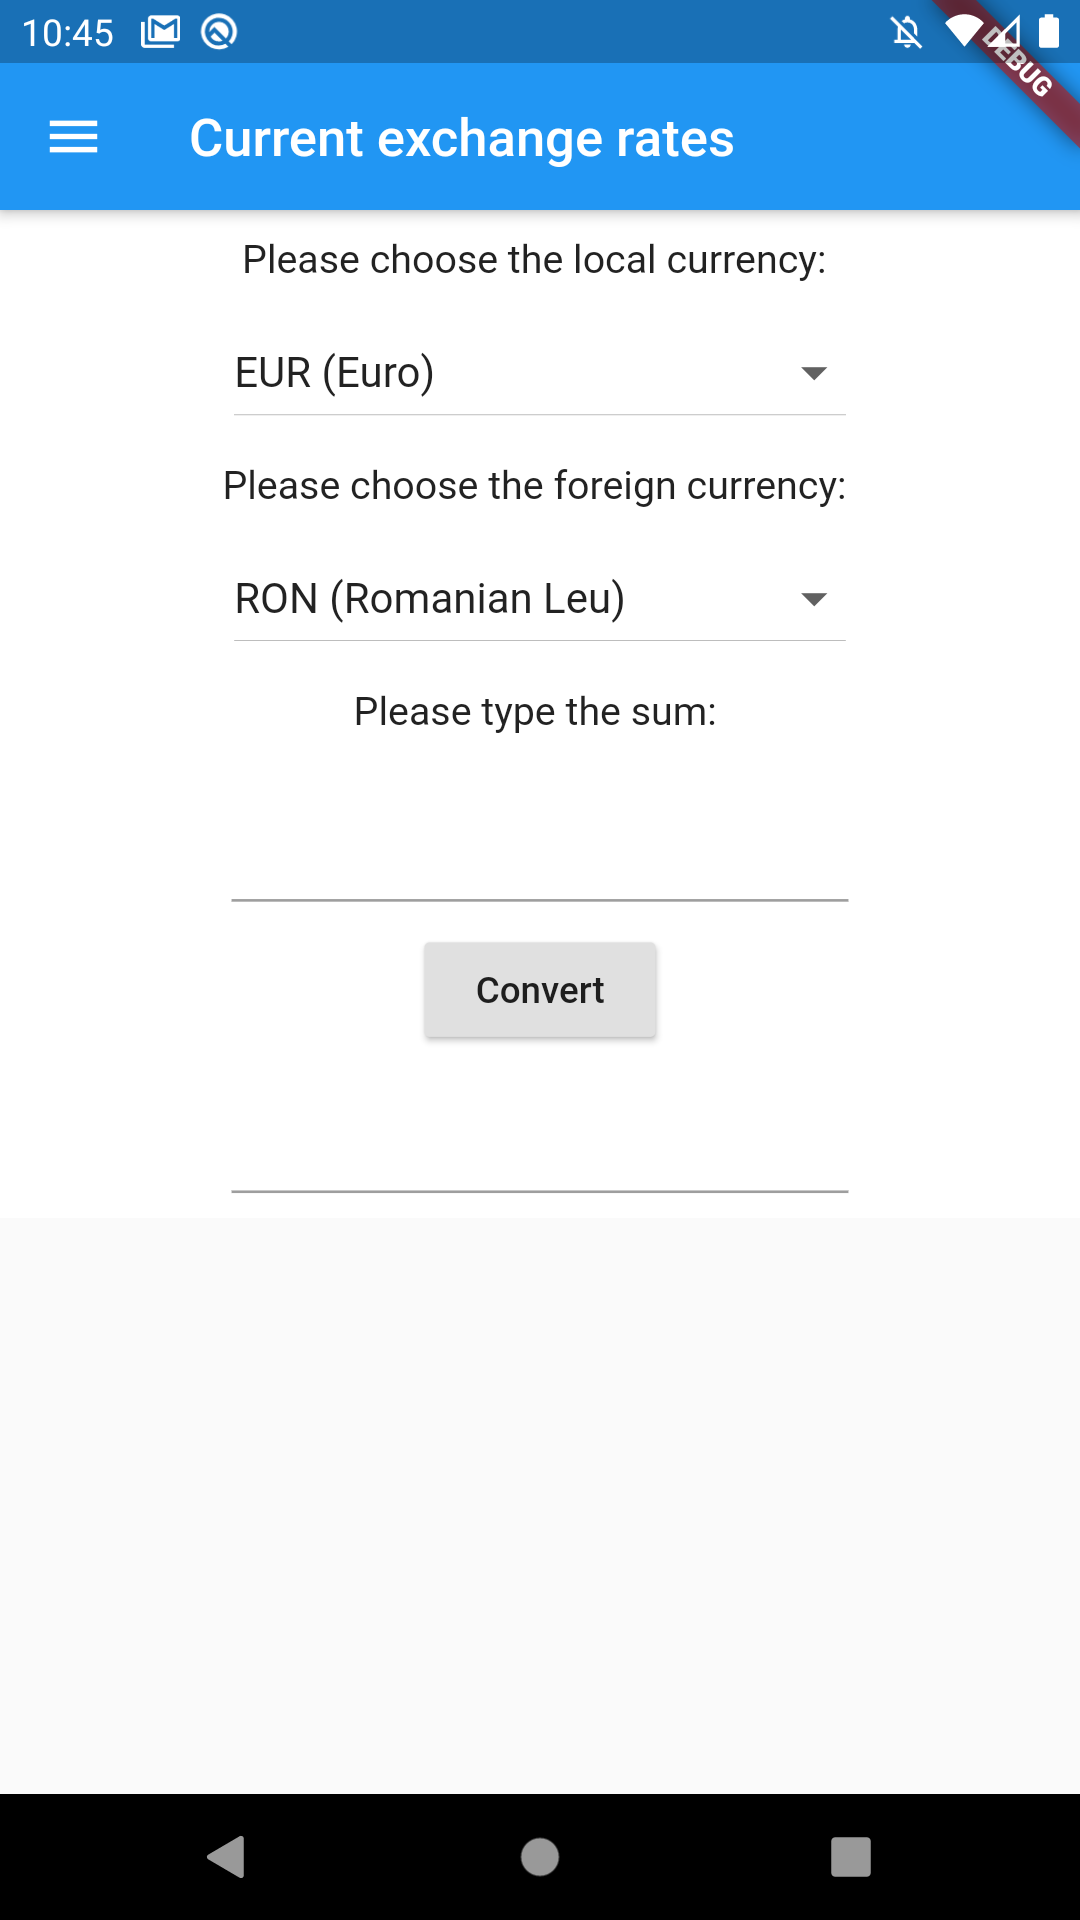 10:45
DEBUG
Current exchange rates
Please choose the local currency:
EUR (Euro)
Please choose the foreign currency:
RON (Romanian Leu)
Please type the sum:
Convert